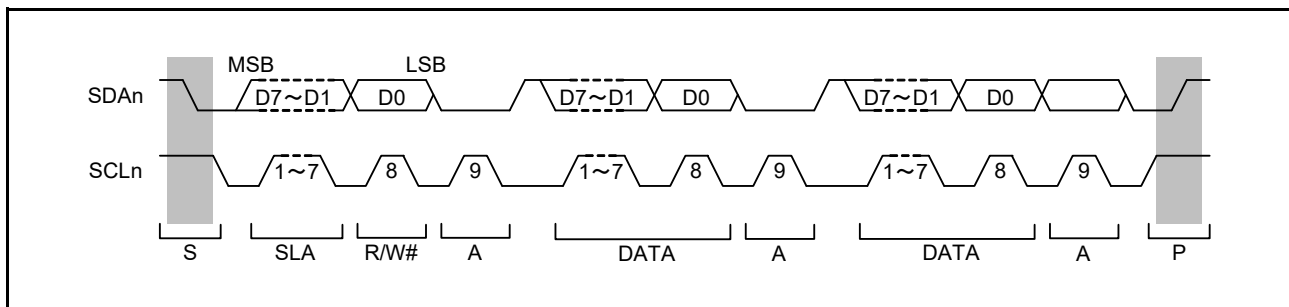 MSB LSB
SDAn D7～D1 D0 D7～D1 D0 D7～D1 D0
SCLn 1～7 8 9 1～7 8 9 1～7 8 9
S SLA R/W# A DATA A DATA A P